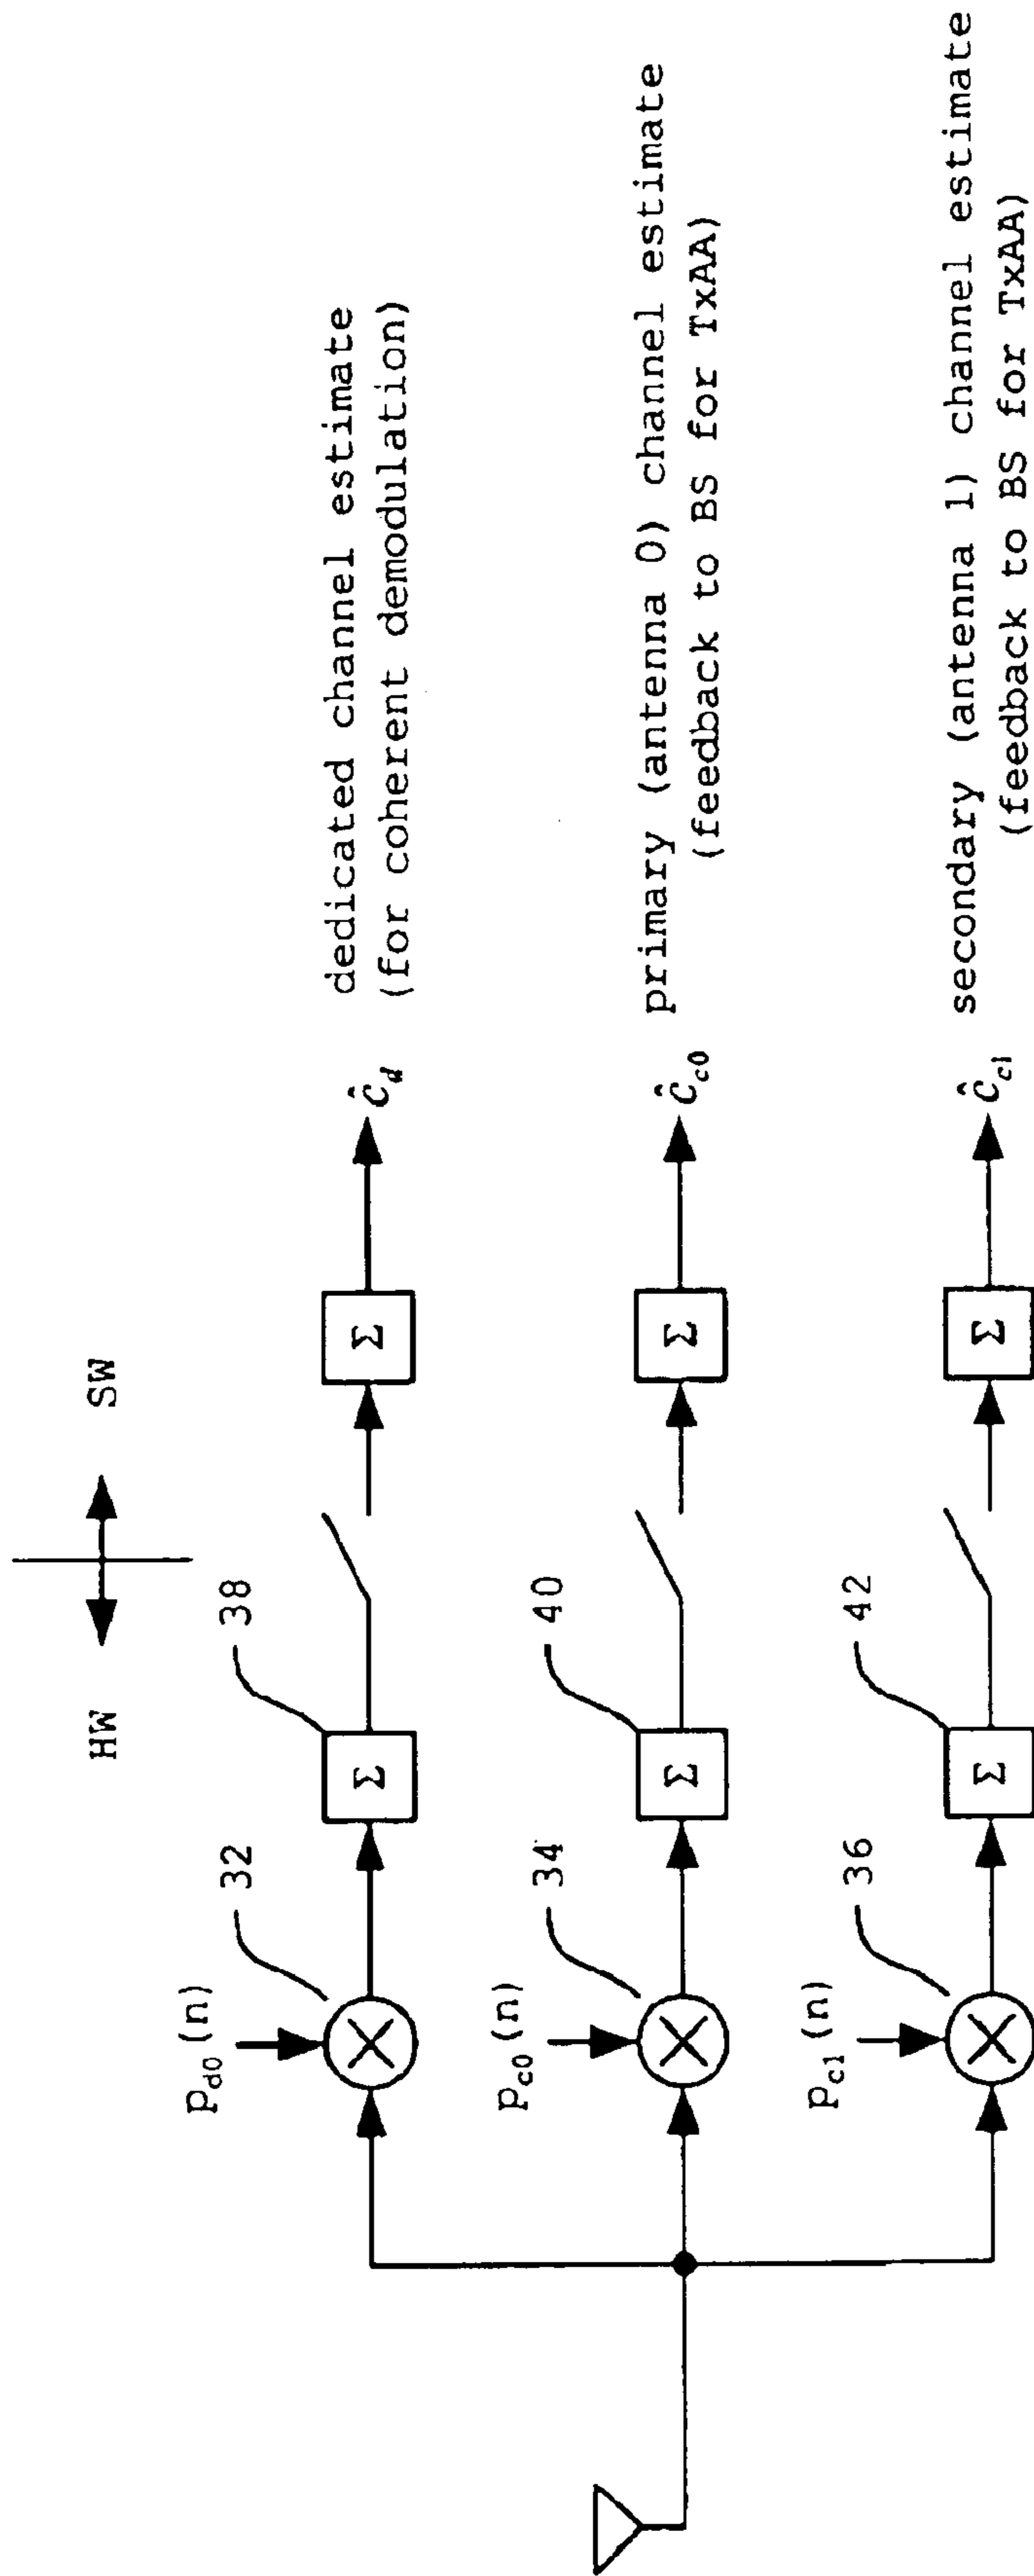 HW SW
p_d0(n) 32 Σ 38 Σ ĉ_d dedicated channel estimate
(for coherent demodulation)
p_c0(n) 34 Σ 40 Σ ĉ_c0 primary (antenna 0) channel estimate
(feedback to BS for TxAA)
p_c1(n) 36 Σ 42 Σ ĉ_c1 secondary (antenna 1) channel estimate
(feedback to BS for TxAA)